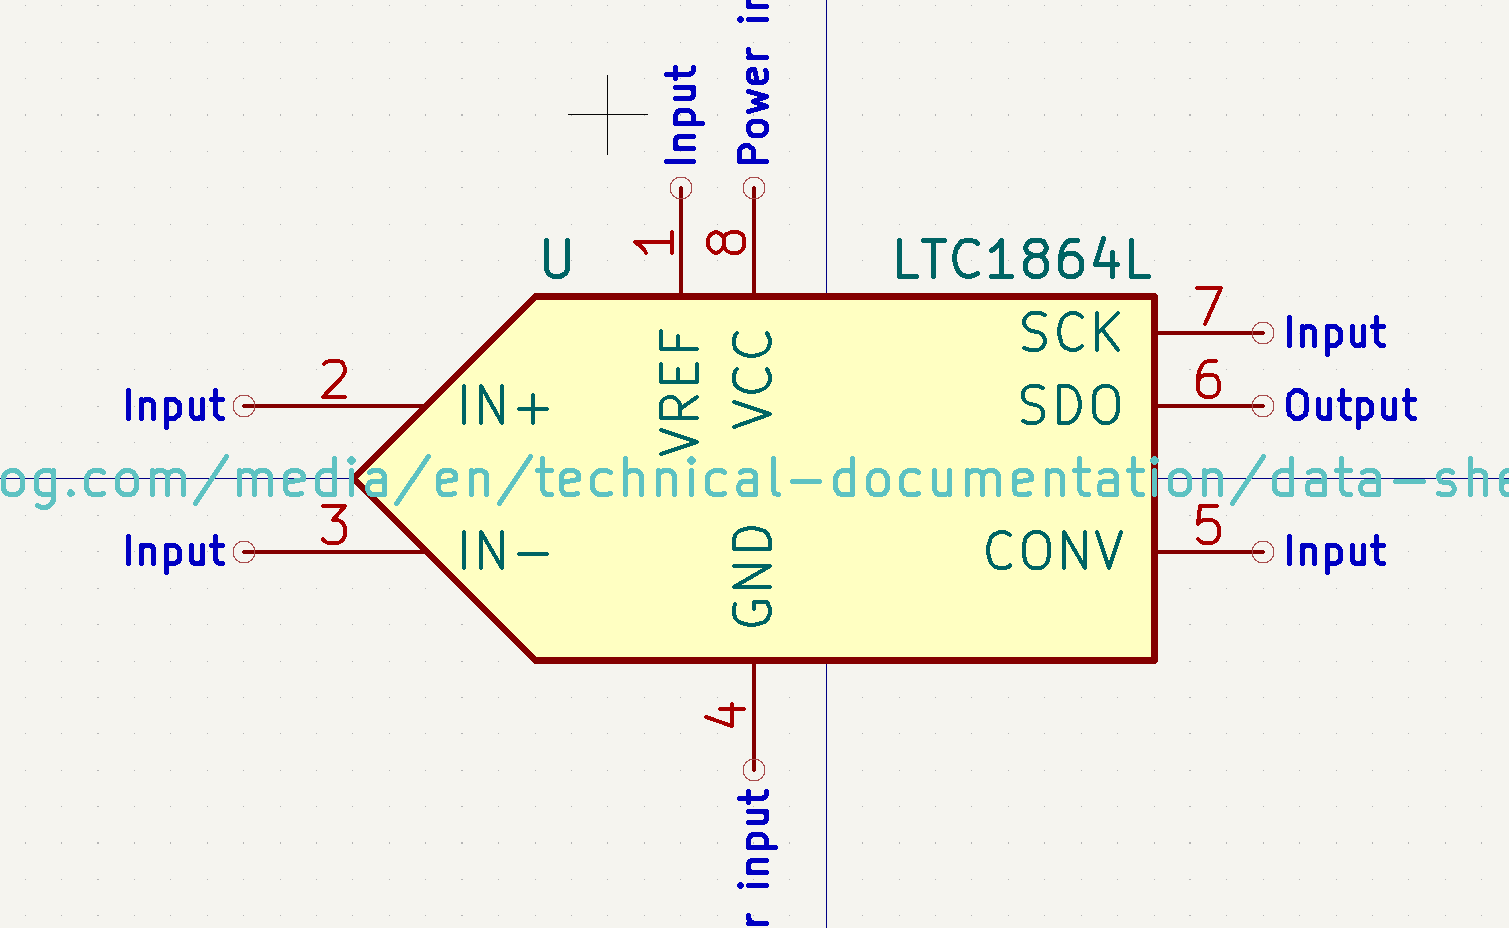 Input
Power in
1
8
U
LTC1864L
VREF
VCC
SCK
7
Input
Input
2
IN+
SDO
6
Output
og.com/media/en/technical-documentation/data-she
Input
3
IN-
GND
CONV
5
Input
4
r input